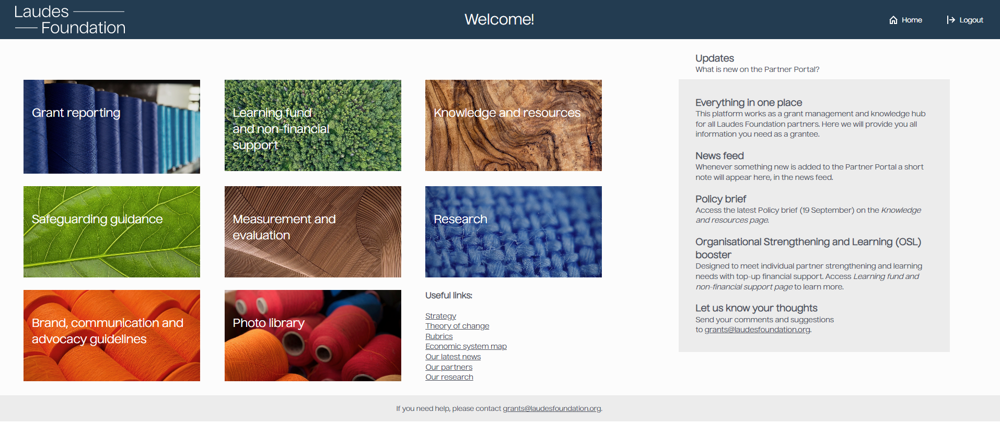 Laudes
Foundation
Welcome!
Home
Logout
Grant reporting
Learning fund
and non-financial
support
Knowledge and resources
Safeguarding guidance
Measurement and
evaluation
Research
Brand, communication and
advocacy guidelines
Photo library
Useful links:
Strategy
Theory of change
Rubrics
Economic system map
Our latest news
Our partners
Our research
Updates
What is new on the Partner Portal?
Everything in one place
This platform works as a grant management and knowledge hub
for all Laudes Foundation partners. Here we will provide you all
information you need as a grantee.
News feed
Whenever something new is added to the Partner Portal a short
note will appear here, in the news feed.
Policy brief
Access the latest Policy brief (19 September) on the Knowledge
and resources page.
Organisational Strengthening and Learning (OSL)
booster
Designed to meet individual partner strengthening and learning
needs with top-up financial support. Access Learning fund and
non-financial support page to learn more.
Let us know your thoughts
Send your comments and suggestions
to grants@laudesfoundation.org.
If you need help, please contact grants@laudesfoundation.org.